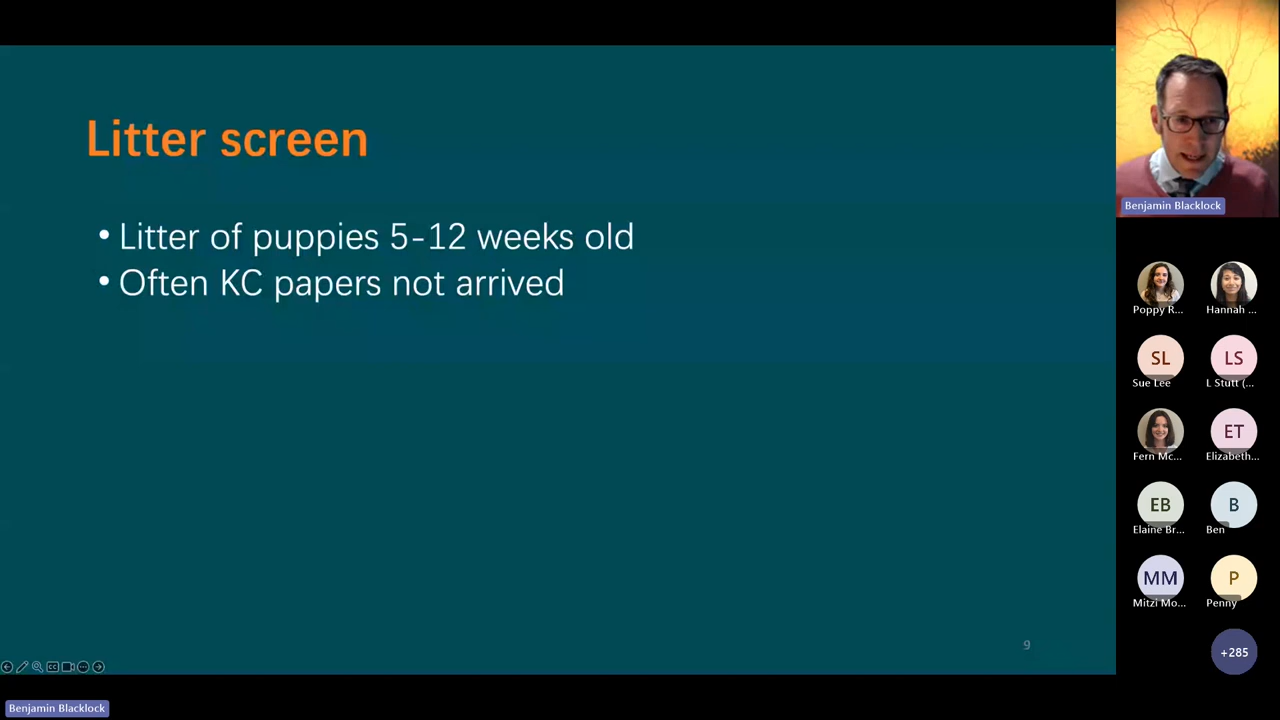 Litter screen
• Litter of puppies 5-12 weeks old
• Often KC papers not arrived
9
Benjamin Blacklock
Poppy R...
Hannah ...
SL
Sue Lee
LS
L Stutt (...
Fern Mc...
ET
Elizabeth...
EB
Elaine Br...
B
Ben
MM
Mitzi Mo...
P
Penny
+285
CC
Benjamin Blacklock